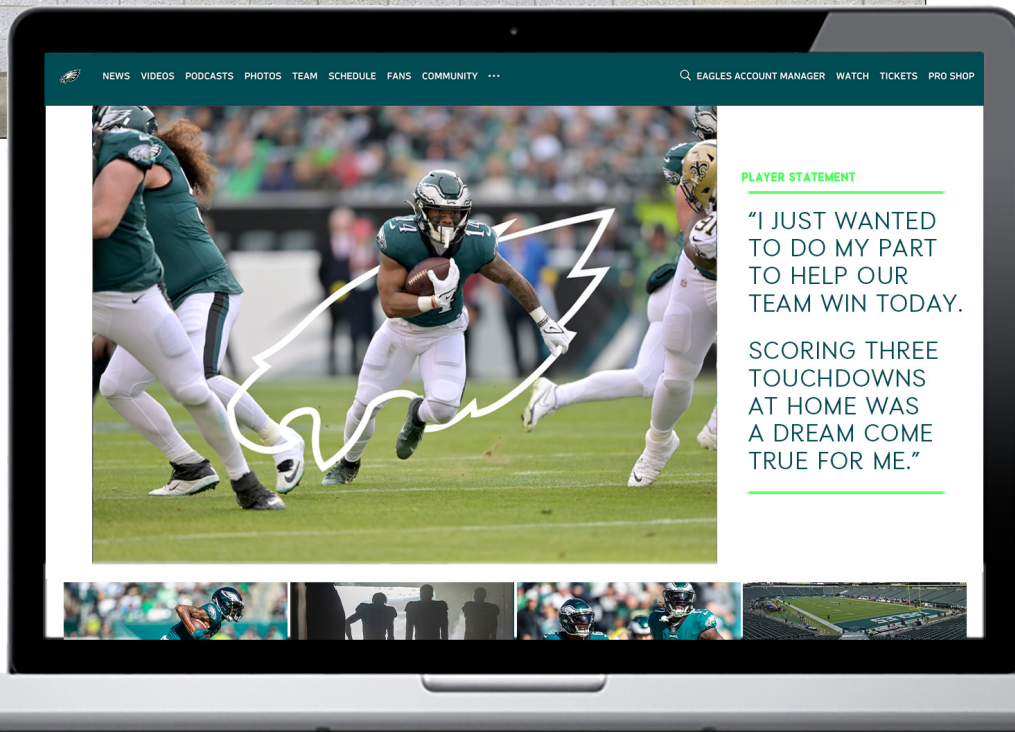 NEWS VIDEOS PODCASTS PHOTOS TEAM SCHEDULE FANS COMMUNITY ... EAGLES ACCOUNT MANAGER WATCH TICKETS PRO SHOP
PLAYER STATEMENT
“I JUST WANTED
TO DO MY PART
TO HELP OUR
TEAM WIN TODAY.
SCORING THREE
TOUCHDOWNS
AT HOME WAS
A DREAM COME
TRUE FOR ME.”
14